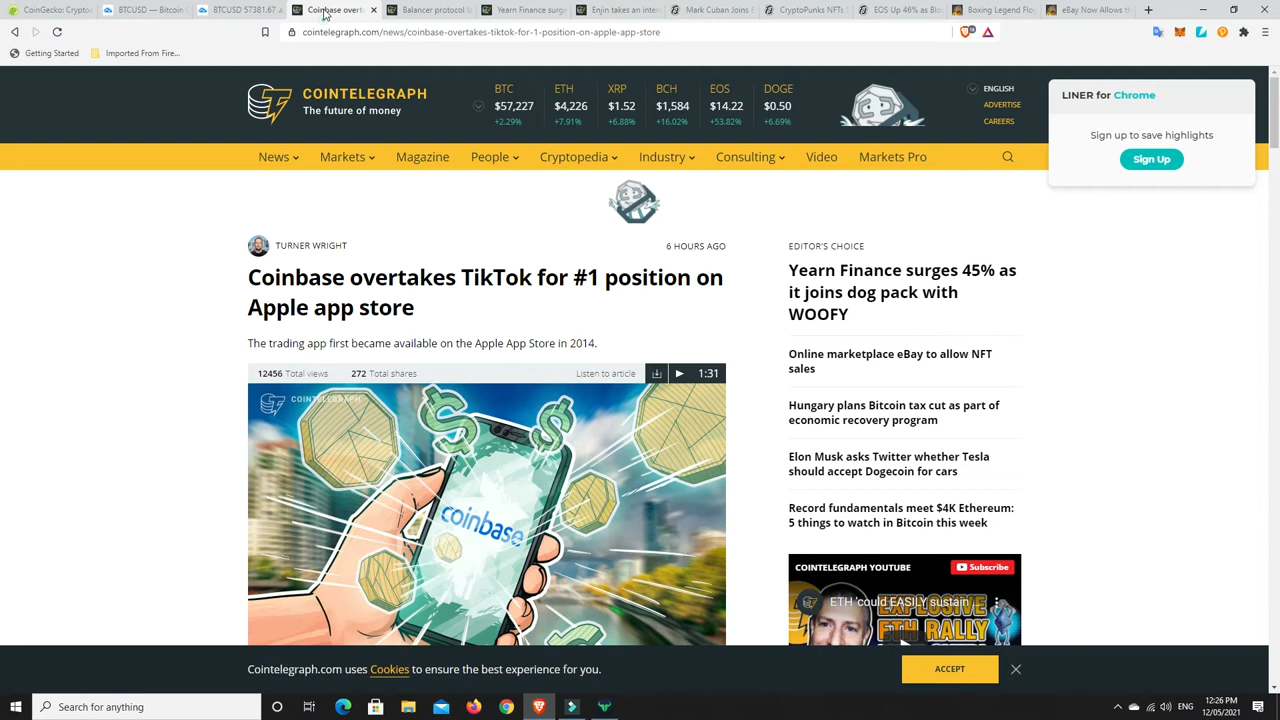 CoinGecko: Crypto
BTCUSD — Bitcoin
BTCUSD 57381.67
Coinbase overt
Balancer protocol
Yearn Finance surg
Enjin takes an inter
Mark Cuban Joins
CryptoPunks NFTs
EOS Up 46% as Blo
Boxing Legend Floy
eBay Now Allows th
cointelegraph.com/news/coinbase-overtakes-tiktok-for-1-position-on-apple-app-store
Getting Started
Imported From Fire...
COINTELEGRAPH
The future of money
BTC ETH XRP BCH EOS DOGE
$57,227 $4,226 $1.52 $1,584 $14.22 $0.50
+2.29% +7.91% +6.88% +16.02% +53.82% +6.69%
ENGLISH
ADVERTISE
CAREERS
LINER for Chrome
Sign up to save highlights
Sign Up
News Markets Magazine People Cryptopedia Industry Consulting Video Markets Pro
TURNER WRIGHT
6 HOURS AGO
Coinbase overtakes TikTok for #1 position on
Apple app store
The trading app first became available on the Apple App Store in 2014.
12456 Total views 272 Total shares Listen to article 1:31
COINTELEGRAPH
coinbase
EDITOR'S CHOICE
Yearn Finance surges 45% as
it joins dog pack with
WOOFY
Online marketplace eBay to allow NFT
sales
Hungary plans Bitcoin tax cut as part of
economic recovery program
Elon Musk asks Twitter whether Tesla
should accept Dogecoin for cars
Record fundamentals meet $4K Ethereum:
5 things to watch in Bitcoin this week
COINTELEGRAPH YOUTUBE
Subscribe
ETH 'could EASILY sustain
EXPLOSIVE
ETH RALLY
Cointelegraph.com uses Cookies to ensure the best experience for you.
ACCEPT
Search for anything
ENG
12:26 PM
12/05/2021